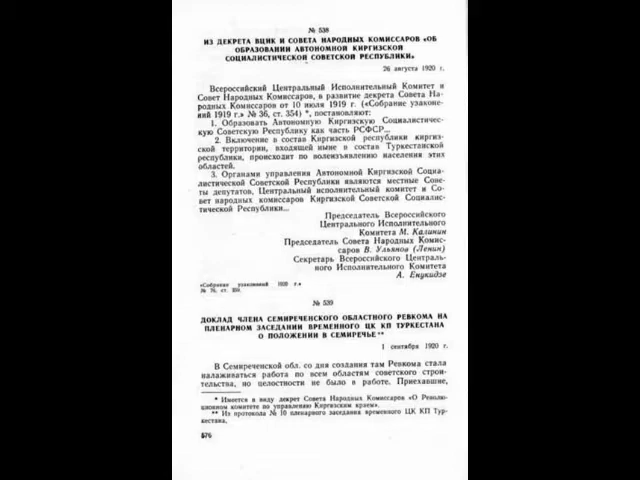 № 538
ИЗ ДЕКРЕТА ВЦИК И СОВЕТА НАРОДНЫХ КОМИССАРОВ «ОБ
ОБРАЗОВАНИИ АВТОНОМНОЙ КИРГИЗСКОЙ
СОЦИАЛИСТИЧЕСКОЙ СОВЕТСКОЙ РЕСПУБЛИКИ»
26 августа 1920 г.
Всероссийский Центральный Исполнительный Комитет и
Совет Народных Комиссаров, в развитие декрета Совета На-
родных Комиссаров от 10 июля 1919 г. («Собрание узаконе-
ний 1919 г.» № 36, ст. 354) *, постановляют:
1. Образовать Автономную Киргизскую Социалистичес-
кую Советскую Республику как часть РСФСР...
2. Включение в состав Киргизской республики киргиз-
ской территории, входящей ныне в состав Туркестанской
республики, происходит по волеизъявлению населения этих
областей.
3. Органами управления Автономной Киргизской Социа-
листической Советской Республики являются местные Сове-
ты депутатов, Центральный исполнительный комитет и Со-
вет народных комиссаров Киргизской Советской Социалис-
тической Республики...
Председатель Всероссийского
Центрального Исполнительного
Комитета М. Калинин
Председатель Совета Народных Комис-
саров В. Ульянов (Ленин)
Секретарь Всероссийского Централь-
ного Исполнительного Комитета
А. Енукидзе
«Собрание узаконений 1920 г.»
№ 76, ст. 359.
№ 539
ДОКЛАД ЧЛЕНА СЕМИРЕЧЕНСКОГО ОБЛАСТНОГО РЕВКОМА НА
ПЛЕНАРНОМ ЗАСЕДАНИИ ВРЕМЕННОГО ЦК КП ТУРКЕСТАНА
О ПОЛОЖЕНИИ В СЕМИРЕЧЬЕ **
1 сентября 1920 г.
В Семиреченской обл. со дня создания там Ревкома стала
налаживаться работа по всем областям советского строи-
тельства, но целостности не было в работе. Приехавшие,
* Имеется в виду декрет Совета Народных Комиссаров «О Револю-
ционном комитете по управлению Киргизским краем».
** Из протокола № 10 пленарного заседания временного ЦК КП Тур-
кестана.
576